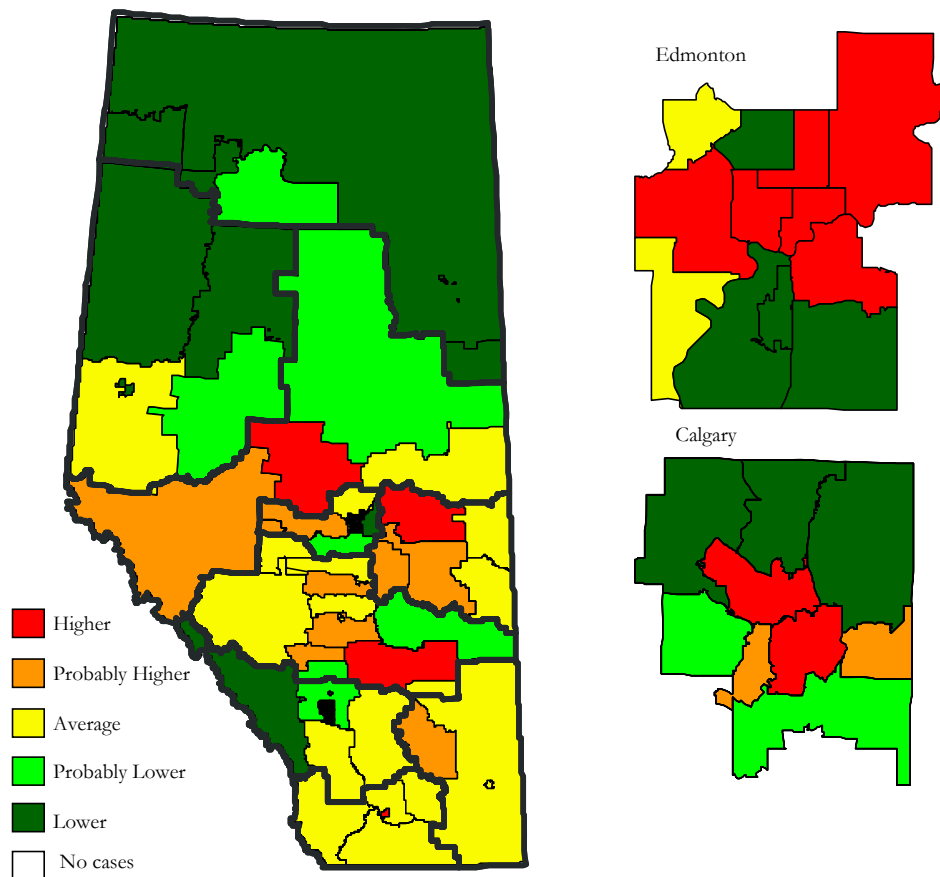 Edmonton
Calgary
Higher
Probably Higher
Average
Probably Lower
Lower
No cases